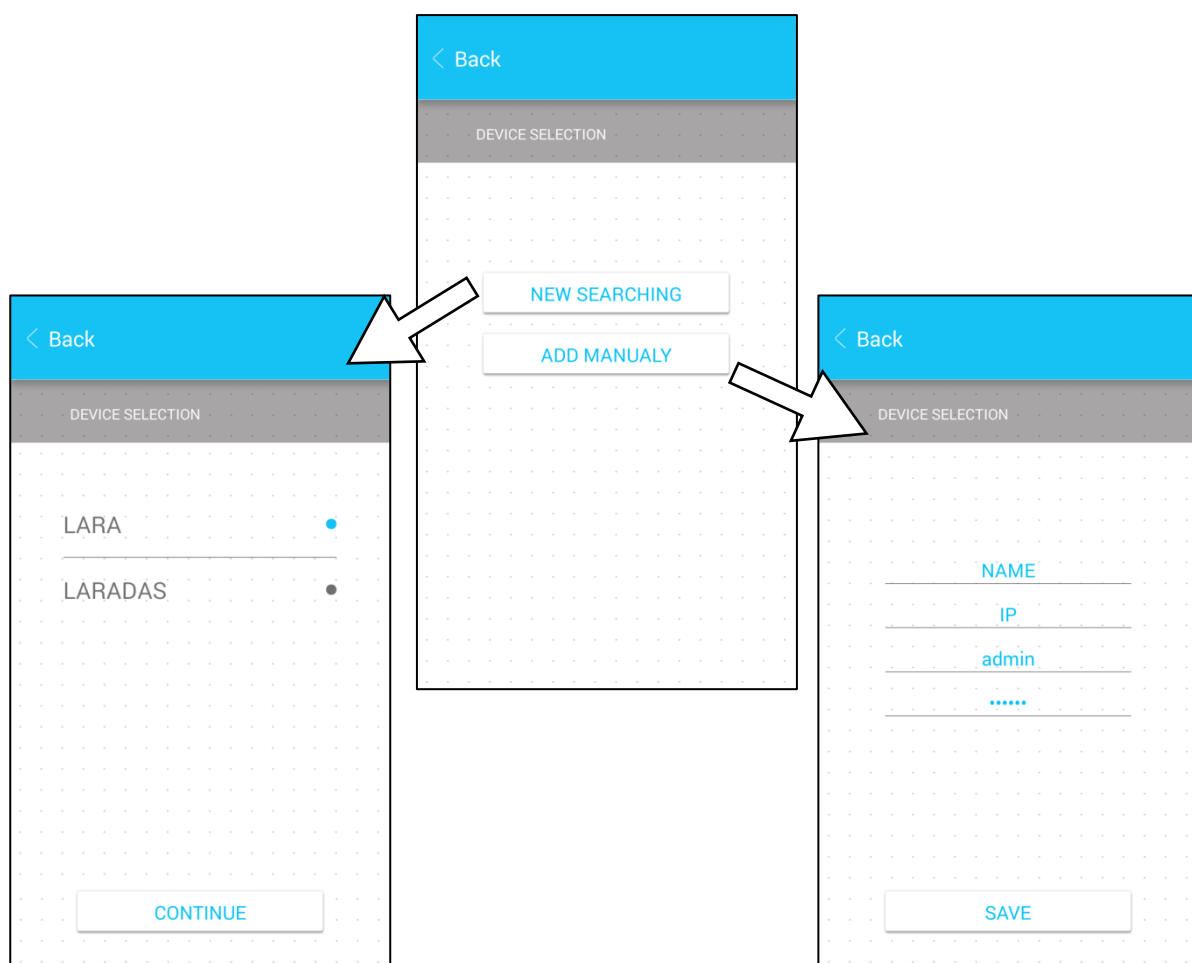 Back
DEVICE SELECTION
NEW SEARCHING
ADD MANUALY
Back
DEVICE SELECTION
LARA
LARADAS
CONTINUE
Back
DEVICE SELECTION
NAME
IP
admin
••••••
SAVE